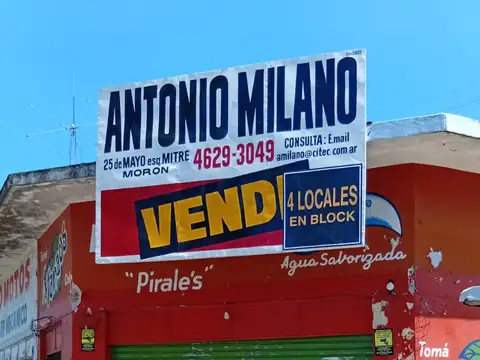 ANTONIO MILANO
25 de MAYO esq MITRE
MORON
4629-3049
CONSULTA: Email
amilano@citec.com.ar
VENDE
4 LOCALES
EN BLOCK
"Pirale's"
Agua Saborizada
MOTOS
Tomá